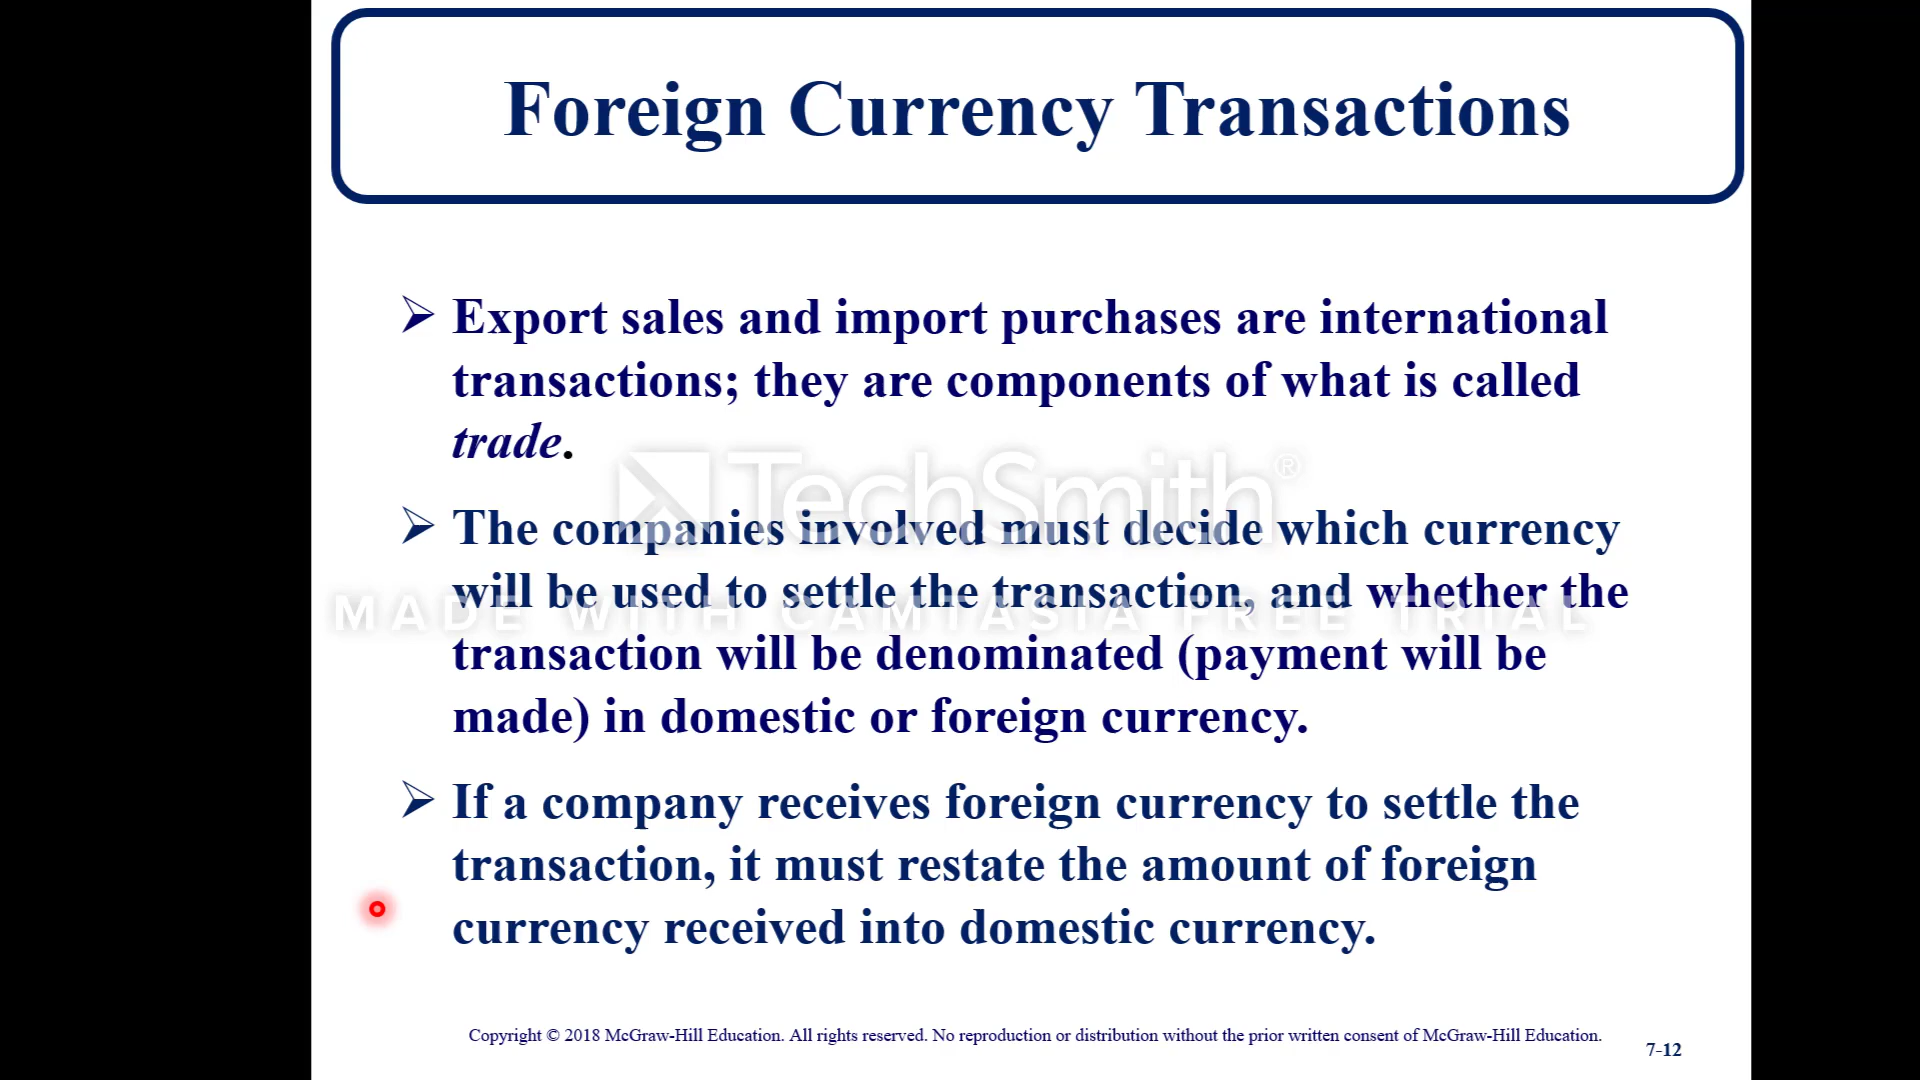 Foreign Currency Transactions
Export sales and import purchases are international
transactions; they are components of what is called
trade.
TechSmith®
The companies involved must decide which currency
will be used to settle the transaction, and whether the
MADE WITH CAMTASIA FREE TRIAL
transaction will be denominated (payment will be
made) in domestic or foreign currency.
If a company receives foreign currency to settle the
transaction, it must restate the amount of foreign
currency received into domestic currency.
Copyright © 2018 McGraw-Hill Education. All rights reserved. No reproduction or distribution without the prior written consent of McGraw-Hill Education.
7-12